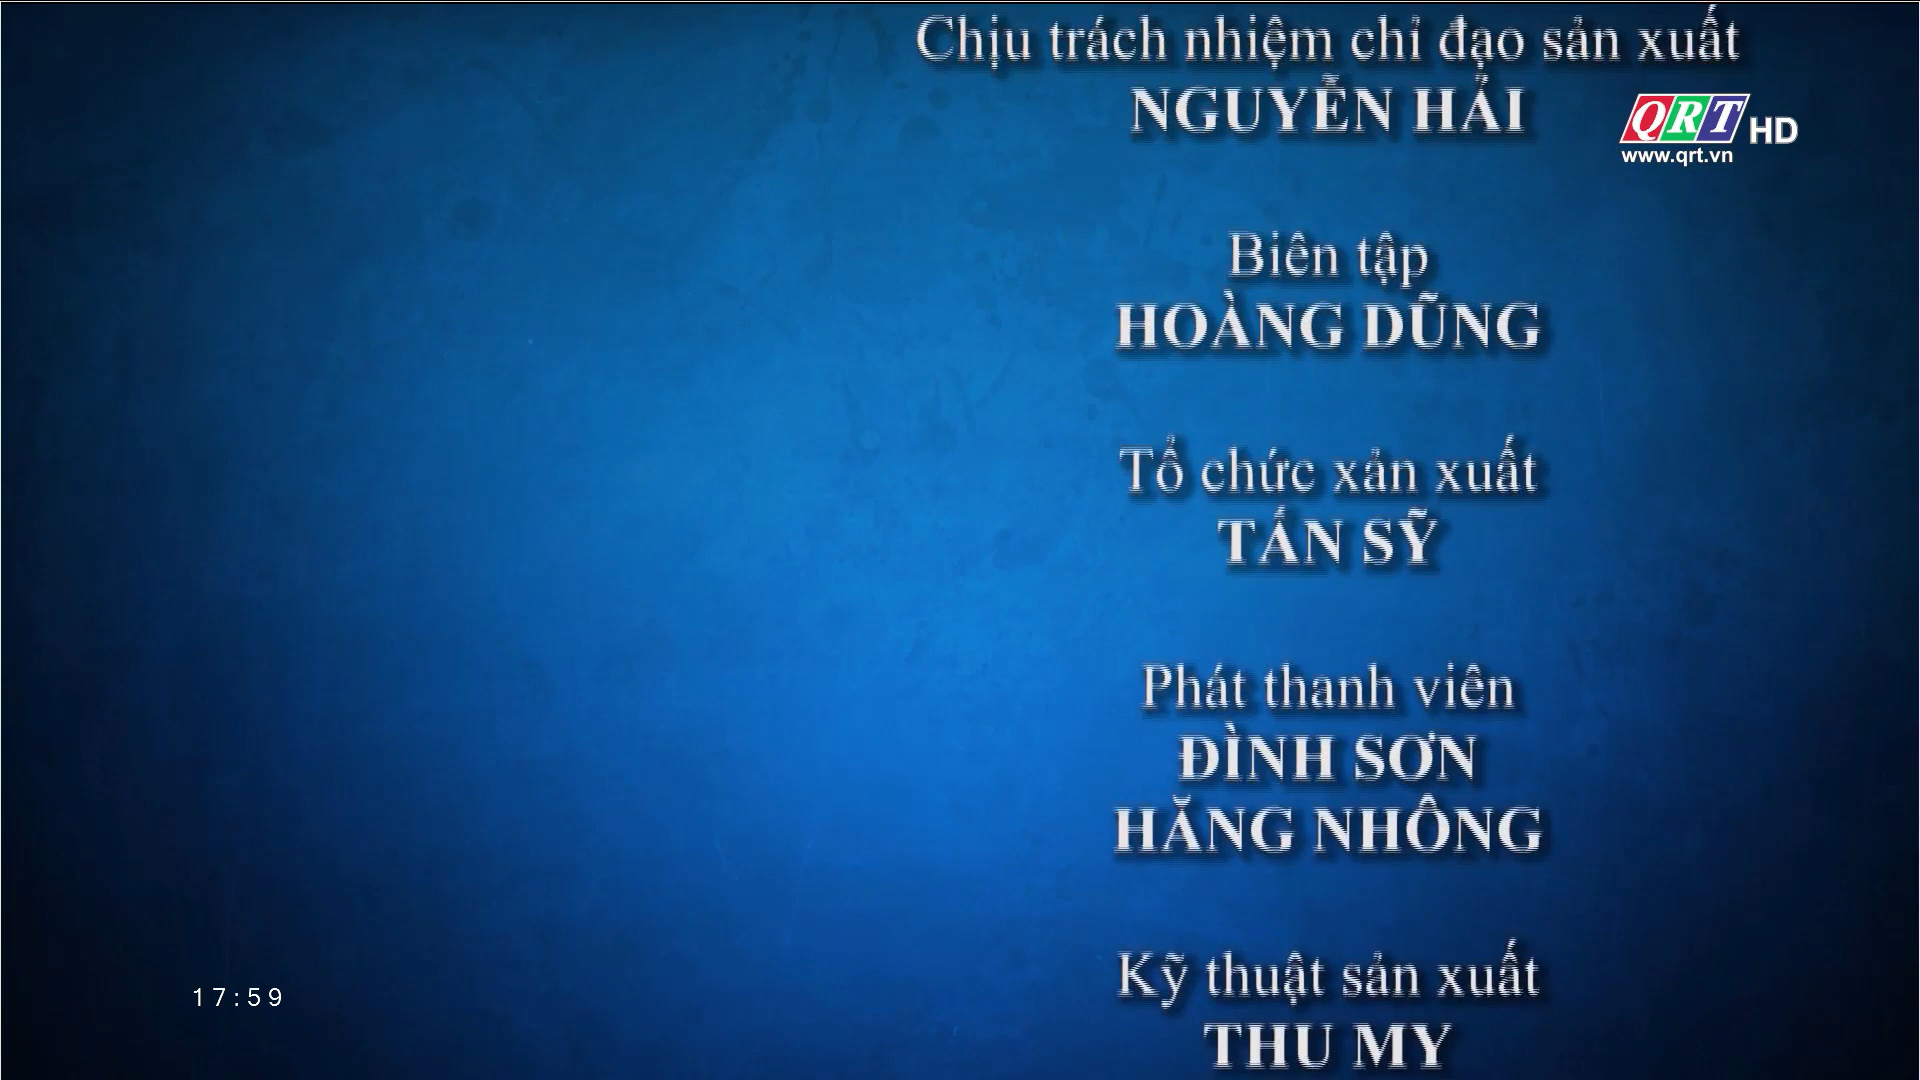 Chịu trách nhiệm chỉ đạo sản xuất
NGUYỄN HẢI
QRT HD
www.qrt.vn
Biên tập
HOÀNG DŨNG
Tổ chức xản xuất
TẤN SỸ
Phát thanh viên
ĐÌNH SƠN
HĂNG NHÔNG
Kỹ thuật sản xuất
THU MY
17:59